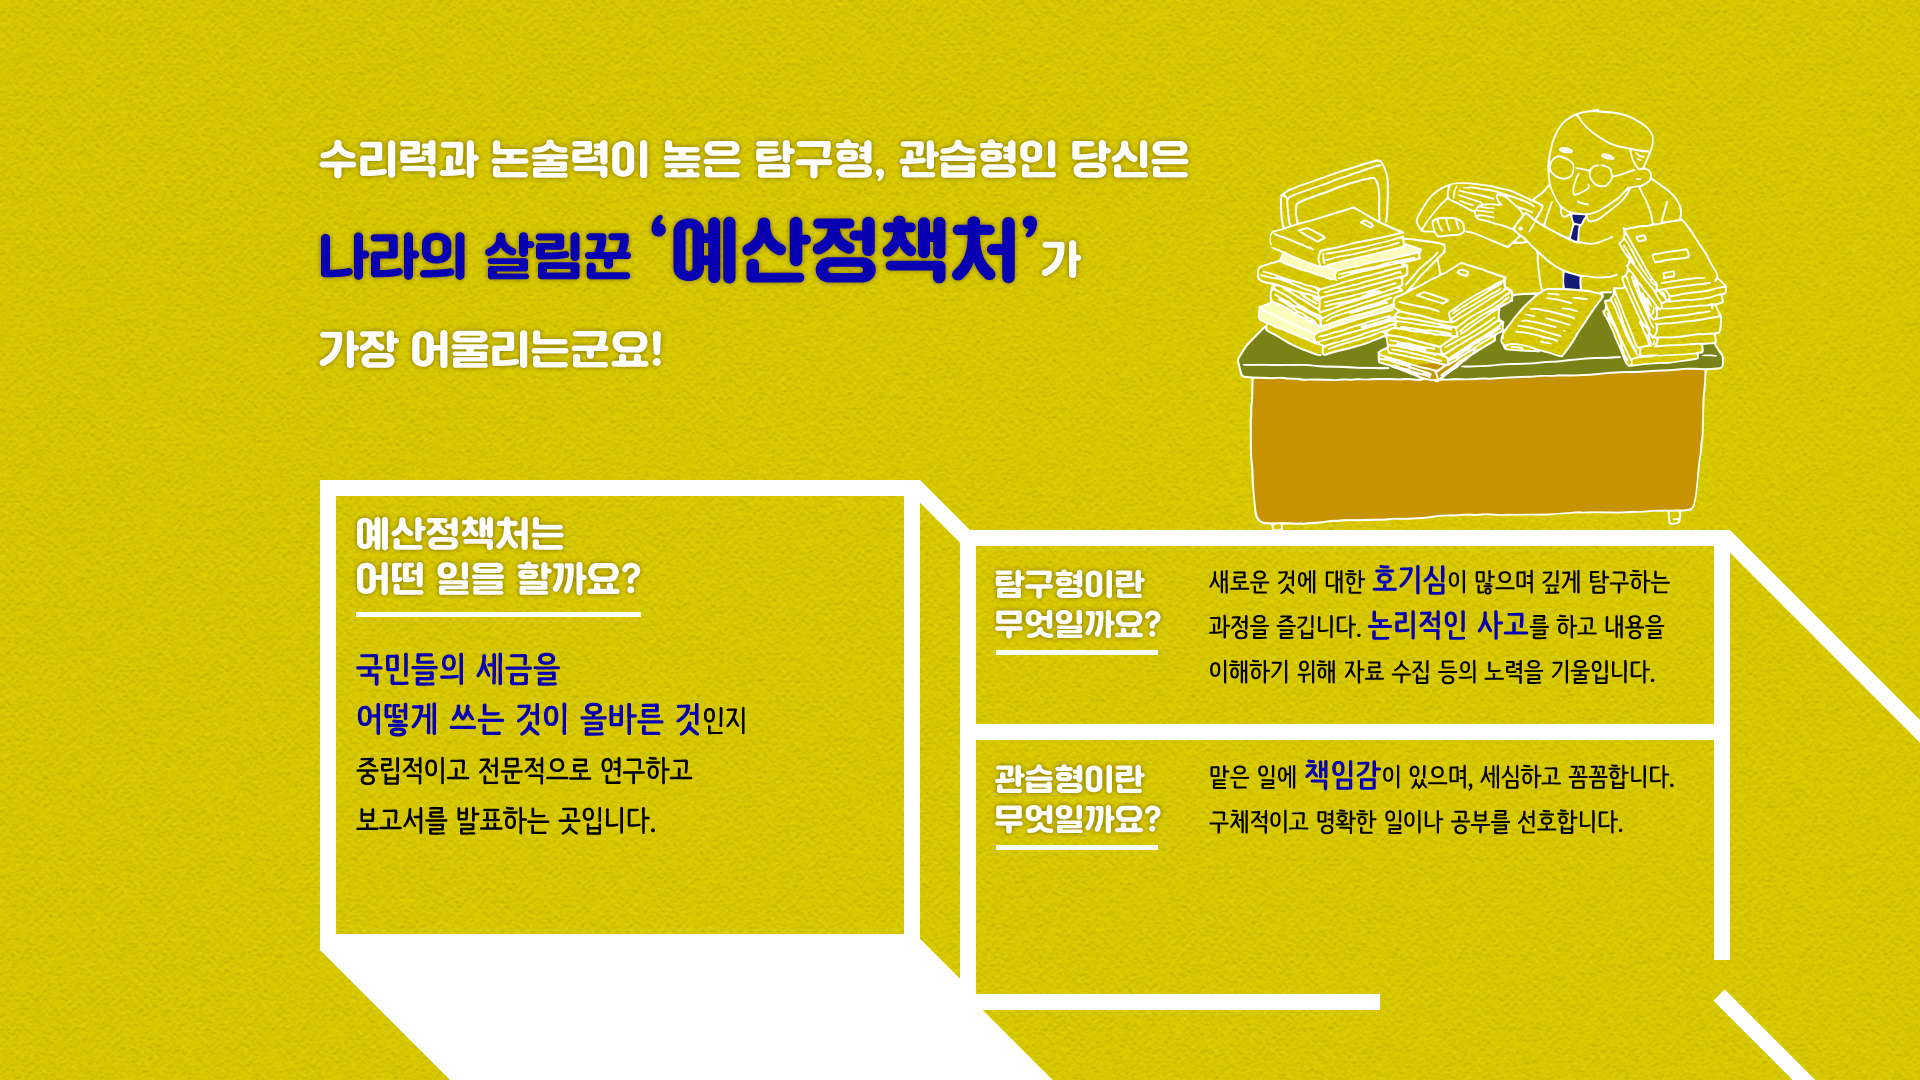 수리력과 논술력이 높은 탐구형, 관습형인 당신은
나라의 살림꾼 ‘예산정책처’가
가장 어울리는군요!
예산정책처는
어떤 일을 할까요?
국민들의 세금을
어떻게 쓰는 것이 올바른 것인지
중립적이고 전문적으로 연구하고
보고서를 발표하는 곳입니다.
탐구형이란
무엇일까요?
새로운 것에 대한 호기심이 많으며 깊게 탐구하는
과정을 즐깁니다. 논리적인 사고를 하고 내용을
이해하기 위해 자료 수집 등의 노력을 기울입니다.
관습형이란
무엇일까요?
맡은 일에 책임감이 있으며, 세심하고 꼼꼼합니다.
구체적이고 명확한 일이나 공부를 선호합니다.